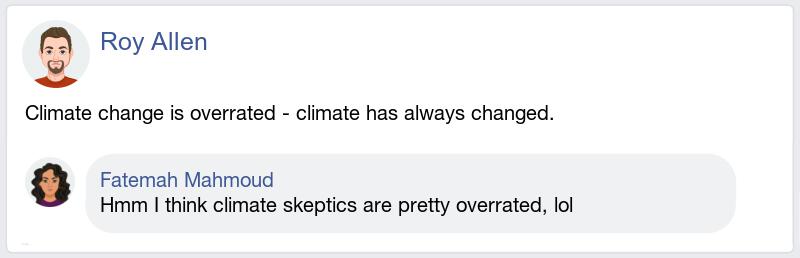 Roy Allen
Climate change is overrated - climate has always changed.
Fatemah Mahmoud
Hmm I think climate skeptics are pretty overrated, lol